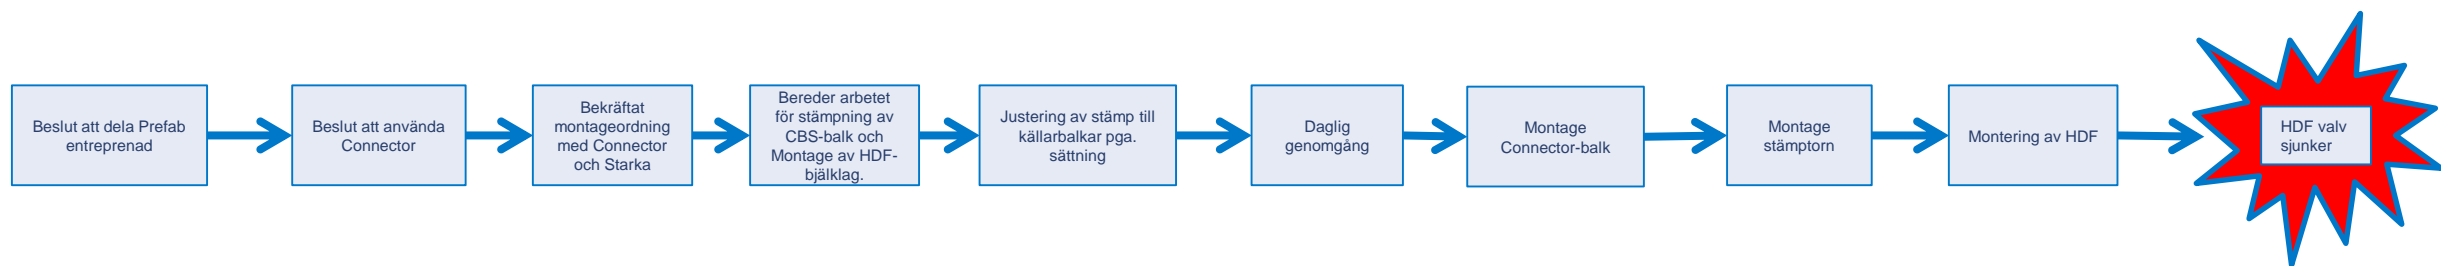 Beslut att dela Prefab
entreprenad
Beslut att använda
Connector
Bekräftat
montageordning
med Connector
och Starka
Bereder arbetet
för stämpning av
CBS-balk och
Montage av HDF-
bjälklag.
Justering av stämp till
källarbalkar pga.
sättning
Daglig
genomgång
Montage
Connector-balk
Montage
stämptorn
Montering av HDF
HDF valv
sjunker